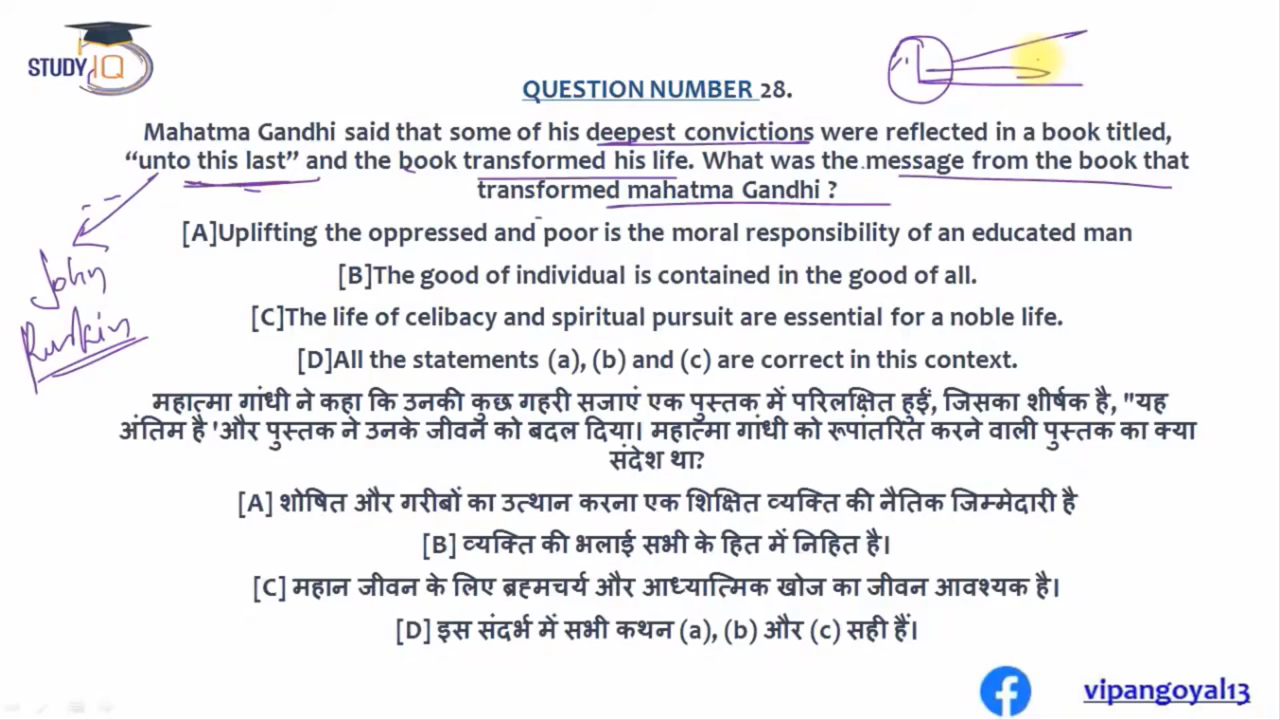 STUDY IQ
QUESTION NUMBER 28.
Mahatma Gandhi said that some of his deepest convictions were reflected in a book titled,
“unto this last” and the book transformed his life. What was the message from the book that
transformed mahatma Gandhi ?
[A]Uplifting the oppressed and poor is the moral responsibility of an educated man
[B]The good of individual is contained in the good of all.
[C]The life of celibacy and spiritual pursuit are essential for a noble life.
[D]All the statements (a), (b) and (c) are correct in this context.
John
Ruskin
महात्मा गांधी ने कहा कि उनकी कुछ गहरी सजाएं एक पुस्तक में परिलक्षित हुईं, जिसका शीर्षक है, "यह
अंतिम है 'और पुस्तक ने उनके जीवन को बदल दिया। महात्मा गांधी को रूपांतरित करने वाली पुस्तक का क्या
संदेश था?
[A] शोषित और गरीबों का उत्थान करना एक शिक्षित व्यक्ति की नैतिक जिम्मेदारी है
[B] व्यक्ति की भलाई सभी के हित में निहित है।
[C] महान जीवन के लिए ब्रह्मचर्य और आध्यात्मिक खोज का जीवन आवश्यक है।
[D] इस संदर्भ में सभी कथन (a), (b) और (c) सही हैं।
vipangoyal13